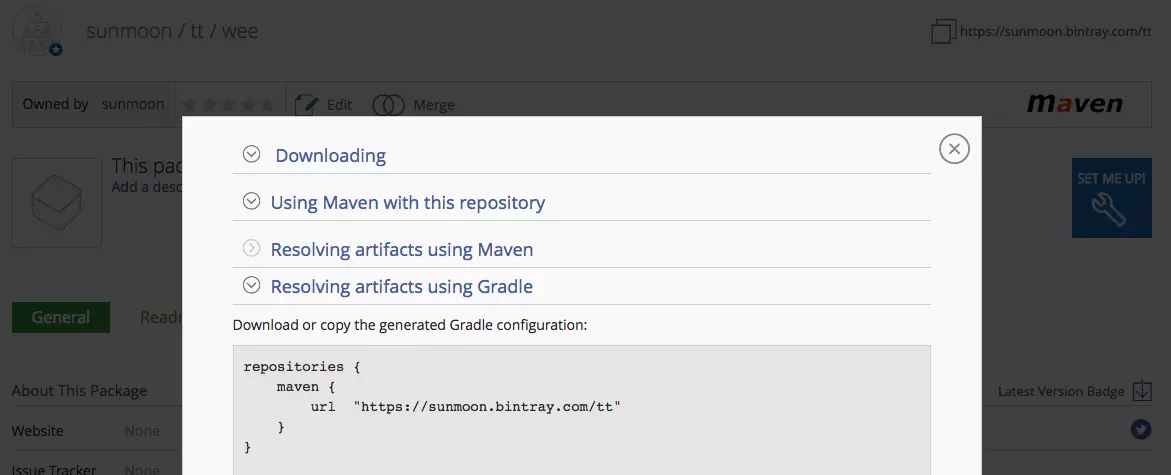 sunmoon / tt / wee
https://sunmoon.bintray.com/tt
Owned by sunmoon
Edit
Merge
maven
This pac
Add a desc
SET ME UP!
Downloading
Using Maven with this repository
Resolving artifacts using Maven
Resolving artifacts using Gradle
General
Readm
Download or copy the generated Gradle configuration:
repositories {
maven {
url "https://sunmoon.bintray.com/tt"
}
}
About This Package
Latest Version Badge
Website None
Issue Tracker None